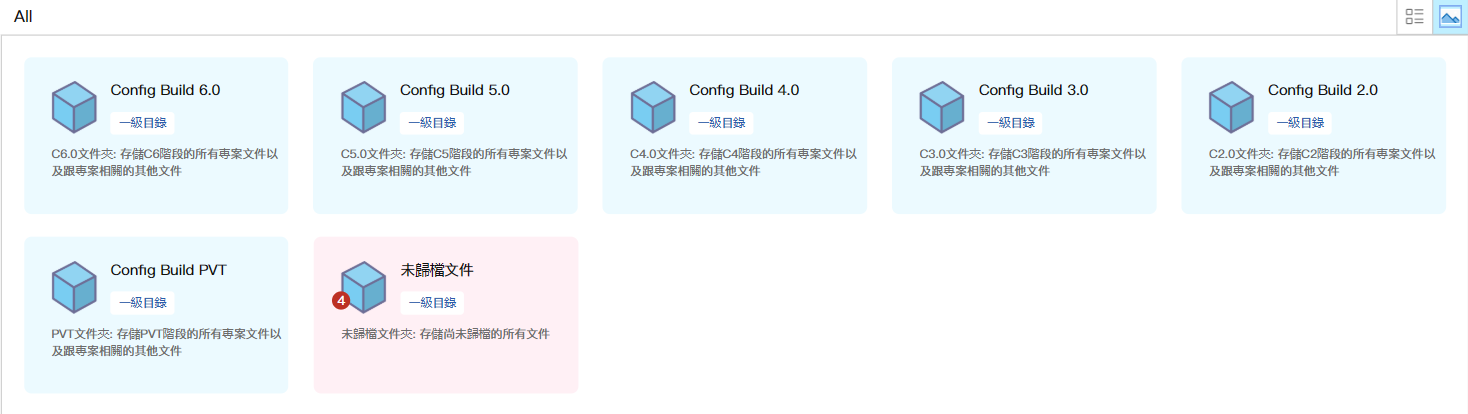 All
Config Build 6.0
一級目錄
C6.0文件夾: 存儲C6階段的所有專案文件以
及跟專案相關的其他文件
Config Build 5.0
一級目錄
C5.0文件夾: 存儲C5階段的所有專案文件以
及跟專案相關的其他文件
Config Build 4.0
一級目錄
C4.0文件夾: 存儲C4階段的所有專案文件以
及跟專案相關的其他文件
Config Build 3.0
一級目錄
C3.0文件夾: 存儲C3階段的所有專案文件以
及跟專案相關的其他文件
Config Build 2.0
一級目錄
C2.0文件夾: 存儲C2階段的所有專案文件以
及跟專案相關的其他文件
Config Build PVT
一級目錄
PVT文件夾: 存儲PVT階段的所有專案文件以
及跟專案相關的其他文件
未歸檔文件
4
一級目錄
未歸檔文件夾: 存儲尚未歸檔的所有文件